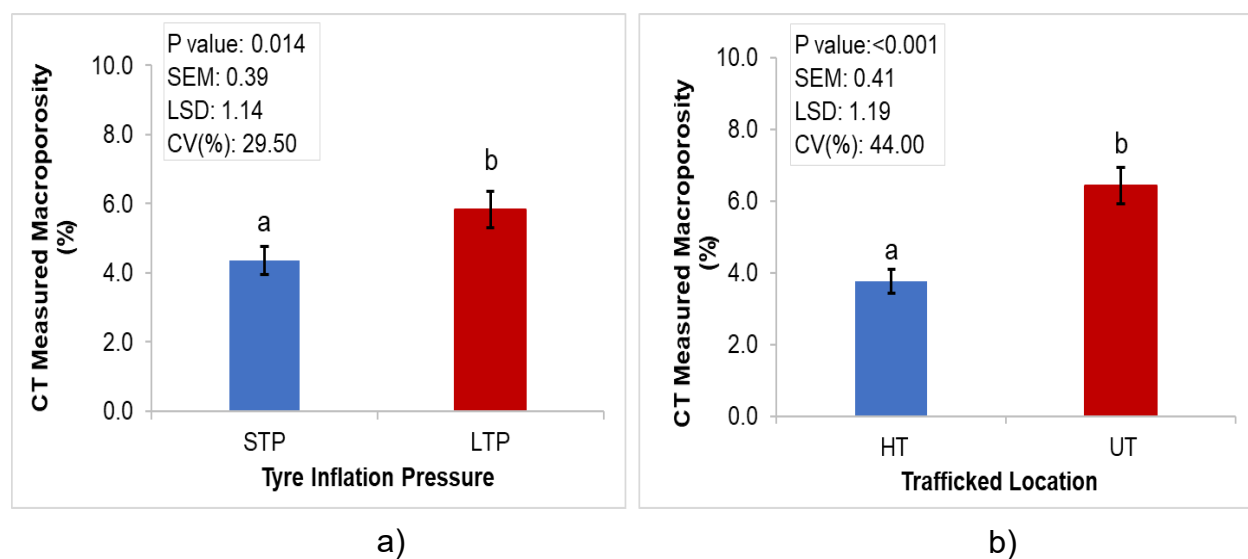 P value: 0.014
SEM: 0.39
LSD: 1.14
CV(%): 29.50
CT Measured Macroporosity
(%)
10.0
8.0
6.0
4.0
2.0
0.0
a
b
STP
LTP
Tyre Inflation Pressure
a)
P value:<0.001
SEM: 0.41
LSD: 1.19
CV(%): 44.00
CT Measured Macroporosity
(%)
10.0
8.0
6.0
4.0
2.0
0.0
a
b
HT
UT
Trafficked Location
b)